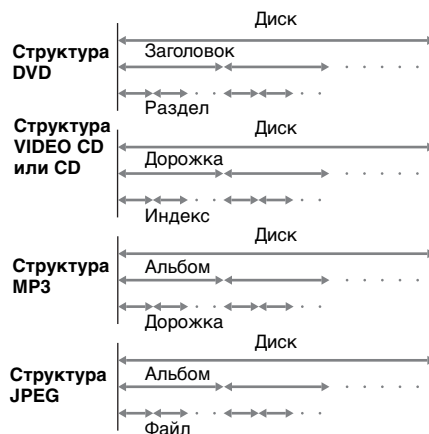 Диск
Структура
DVD
Заголовок
Раздел
Структура
VIDEO CD
или CD
Диск
Дорожка
Индекс
Диск
Структура
MP3
Альбом
Дорожка
Диск
Структура
JPEG
Альбом
Файл